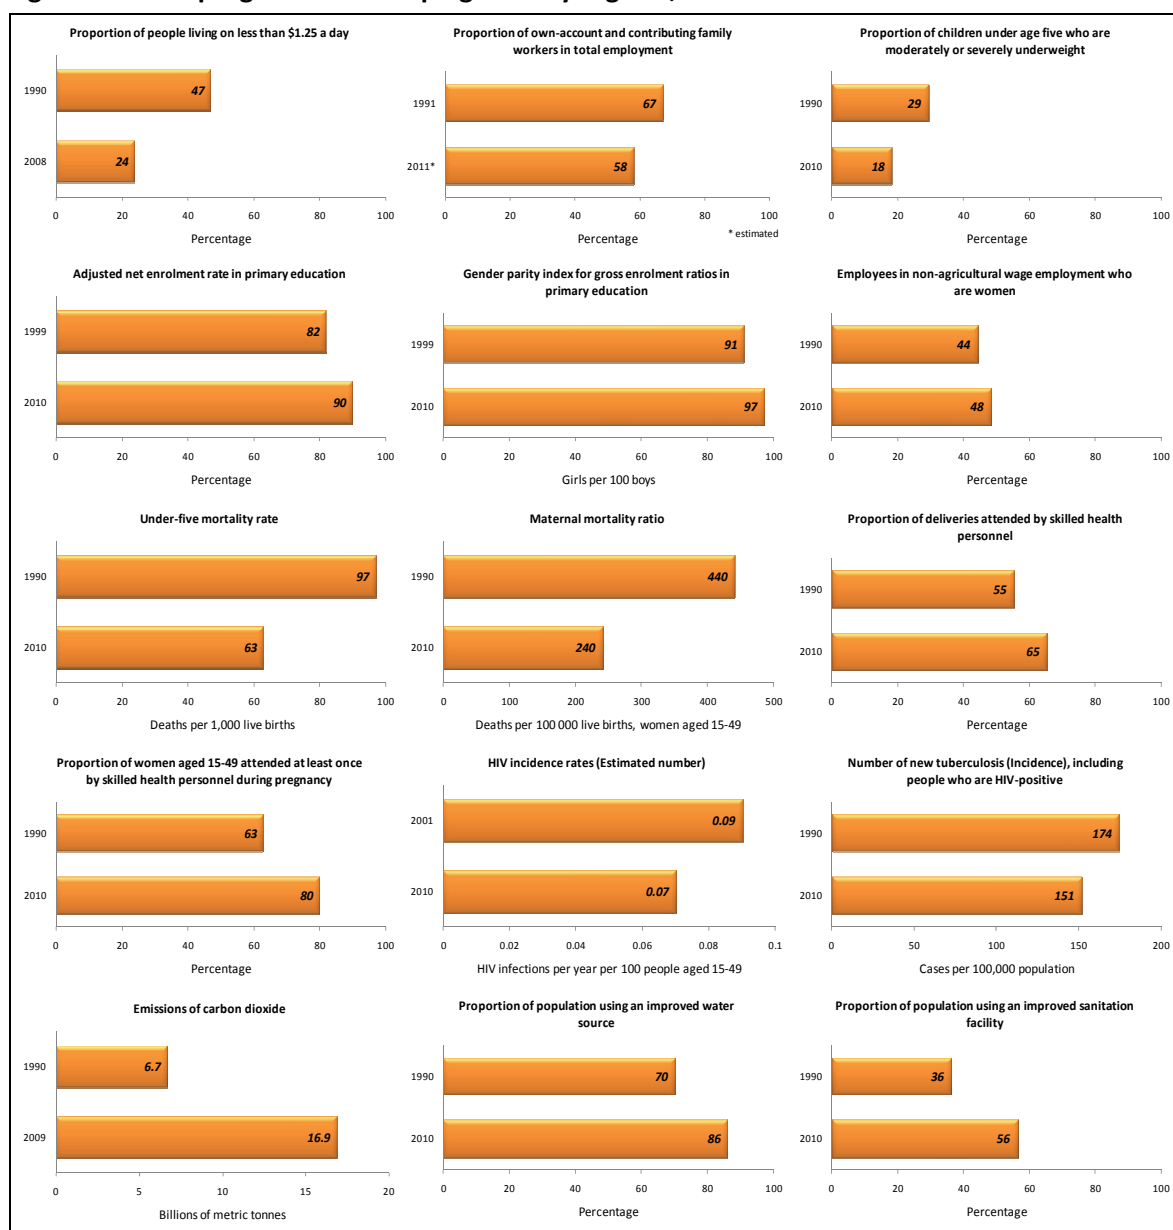 Proportion of people living on less than $1.25 a day
1990
47
2008
24
0 20 40 60 80 100
Percentage
Proportion of own-account and contributing family
workers in total employment
1991
67
2011*
58
0 20 40 60 80 100
Percentage
* estimated
Proportion of children under age five who are
moderately or severely underweight
1990
29
2010
18
0 20 40 60 80 100
Percentage
Adjusted net enrolment rate in primary education
1999
82
2010
90
0 20 40 60 80 100
Percentage
Gender parity index for gross enrolment ratios in
primary education
1999
91
2010
97
0 20 40 60 80 100
Girls per 100 boys
Employees in non-agricultural wage employment who
are women
1990
44
2010
48
0 20 40 60 80 100
Percentage
Under-five mortality rate
1990
97
2010
63
0 20 40 60 80 100
Deaths per 1,000 live births
Maternal mortality ratio
1990
440
2010
240
0 100 200 300 400 500
Deaths per 100 000 live births, women aged 15-49
Proportion of deliveries attended by skilled health
personnel
1990
55
2010
65
0 20 40 60 80 100
Percentage
Proportion of women aged 15-49 attended at least once
by skilled health personnel during pregnancy
1990
63
2010
80
0 20 40 60 80 100
Percentage
HIV incidence rates (Estimated number)
2001
0.09
2010
0.07
0 0.02 0.04 0.06 0.08 0.1
HIV infections per year per 100 people aged 15-49
Number of new tuberculosis (Incidence), including
people who are HIV-positive
1990
174
2010
151
0 50 100 150 200
Cases per 100,000 population
Emissions of carbon dioxide
1990
6.7
2009
16.9
0 5 10 15 20
Billions of metric tonnes
Proportion of population using an improved water
source
1990
70
2010
86
0 20 40 60 80 100
Percentage
Proportion of population using an improved sanitation
facility
1990
36
2010
56
0 20 40 60 80 100
Percentage